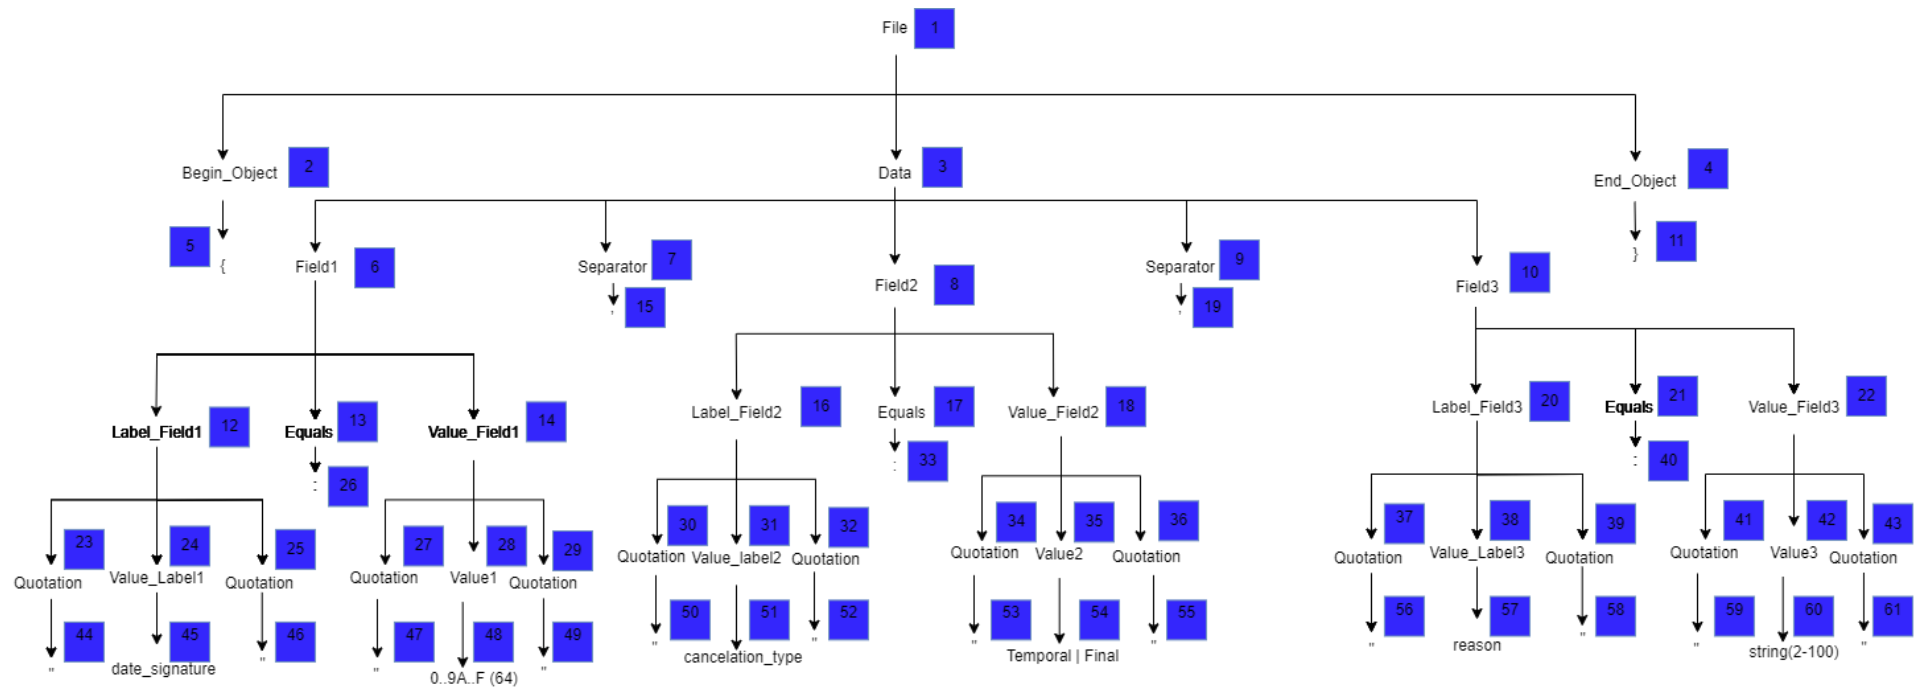 File 1
Begin_Object 2
Data 3
End_Object 4
5 {
Field1 6
Separator 7
Field2 8
Separator 9
Field3 10
} 11
, 15
, 19
Label_Field1 12
Equals 13
Value_Field1 14
Label_Field2 16
Equals 17
Value_Field2 18
Label_Field3 20
Equals 21
Value_Field3 22
: 26
: 33
: 40
Quotation 23
Value_Label1 24
Quotation 25
Quotation 27
Value1 28
Quotation 29
Quotation 30
Value_label2 31
Quotation 32
Quotation 34
Value2 35
Quotation 36
Quotation 37
Value_Label3 38
Quotation 39
Quotation 41
Value3 42
Quotation 43
" 44
date_signature 45
" 46
" 47
0..9A..F (64) 48
" 49
" 50
cancelation_type 51
" 52
" 53
Temporal | Final 54
" 55
" 56
reason 57
" 58
" 59
string(2-100) 60
" 61